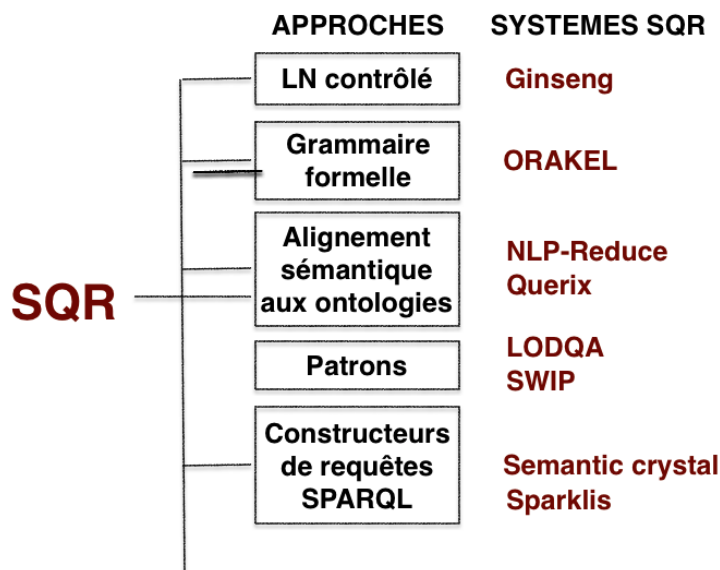 APPROCHES SYSTEMES SQR
LN contrôlé Ginseng
Grammaire
formelle
ORAKEL
Alignement
sémantique
aux ontologies
NLP-Reduce
Querix
SQR
Patrons
LODQA
SWIP
Constructeurs
de requêtes
SPARQL
Semantic crystal
Sparklis